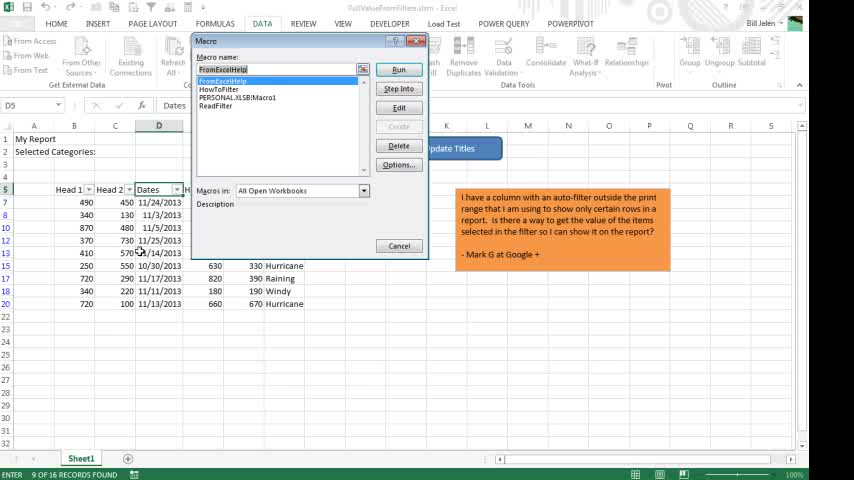 PullValueFromFilters.xlsm - Excel
HOME INSERT PAGE LAYOUT FORMULAS DATA REVIEW VIEW DEVELOPER Load Test POWER QUERY POWERPIVOT Bill Jelen
From Access
From Web
From Text
From Other Sources
Existing Connections
Get External Data
Remove Duplicates
Data Validation
Consolidate
What-If Analysis
Relationships
Data Tools
Group
Ungroup
Subtotal
Outline
D5 Dates
Macro
Macro name:
FromExcelHelp
FromExcelHelp
HowToFilter
PERSONAL.XLSB!Macro1
ReadFilter
Run
Step Into
Edit
Create
Delete
Options...
Macros in: All Open Workbooks
Description
Cancel
A B C D K L M N O P Q R S
1 My Report
2 Selected Categories:
3
4
pdate Titles
5 Head 1 Head 2 Dates H
7 490 450 11/24/2013
8 340 130 11/3/2013
10 870 480 11/5/2013
12 370 730 11/25/2013
13 410 570 11/14/2013
15 250 550 10/30/2013 630 330 Hurricane
17 720 290 11/17/2013 820 390 Raining
18 340 220 11/11/2013 180 190 Windy
20 720 100 11/13/2013 660 670 Hurricane
22
23
24
25
26
27
28
29
30
31
32
I have a column with an auto-filter outside the print
range that I am using to show only certain rows in a
report. Is there a way to get the value of the items
selected in the filter so I can show it on the report?
- Mark G at Google +
Sheet1
ENTER 9 OF 16 RECORDS FOUND 100%